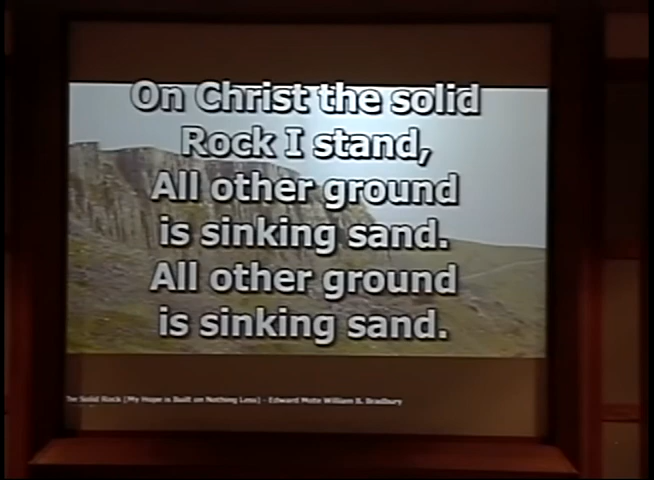 On Christ the solid
Rock I stand,
All other ground
is sinking sand.
All other ground
is sinking sand.
The Solid Rock [My Hope is Built on Nothing Less] - Edward Mote William B. Bradbury